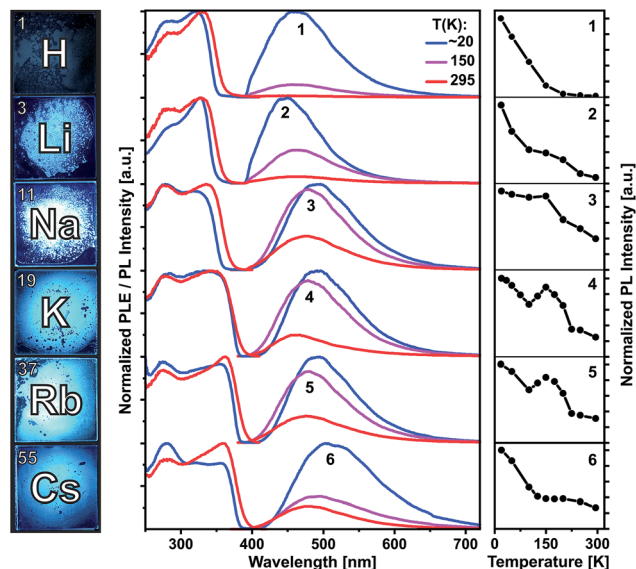 1
H
3
Li
11
Na
19
K
37
Rb
55
Cs
Normalized PLE / PL Intensity [a.u.]
T(K):
~20
150
295
1
2
3
4
5
6
300 400 500 600 700
Wavelength [nm]
1
2
3
4
5
6
0 150 300
Temperature [K]
Normalized PL Intensity [a.u.]